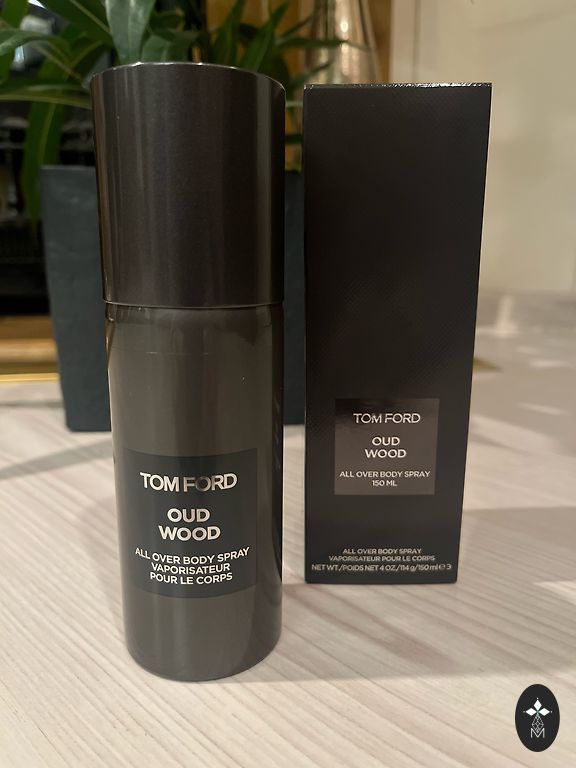 TOM FORD
OUD
WOOD
ALL OVER BODY SPRAY
VAPORISATEUR
POUR LE CORPS
TOM FORD
OUD
WOOD
ALL OVER BODY SPRAY
150 ML
ALL OVER BODY SPRAY
VAPORISATEUR POUR LE CORPS
NET WT./POIDS NET 4 OZ./114 g/150 ml ℮ 3
M